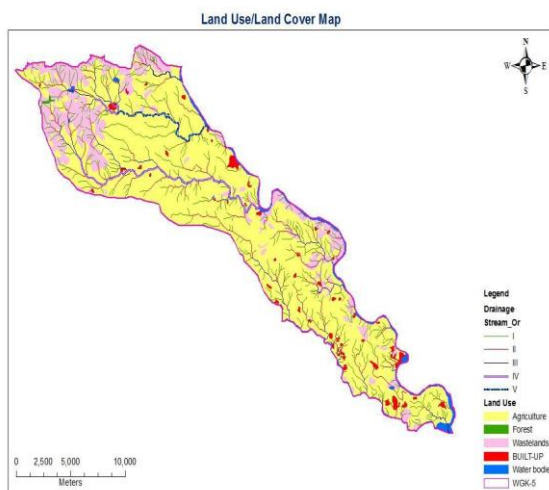 Land Use/Land Cover Map
N
W E
S
Legend
Drainage
Stream_Or
I
II
III
IV
V
Land Use
Agriculture
Forest
Wastelands
BUILT-UP
Water bodie
WGK-5
0 2,500 5,000 10,000
Meters